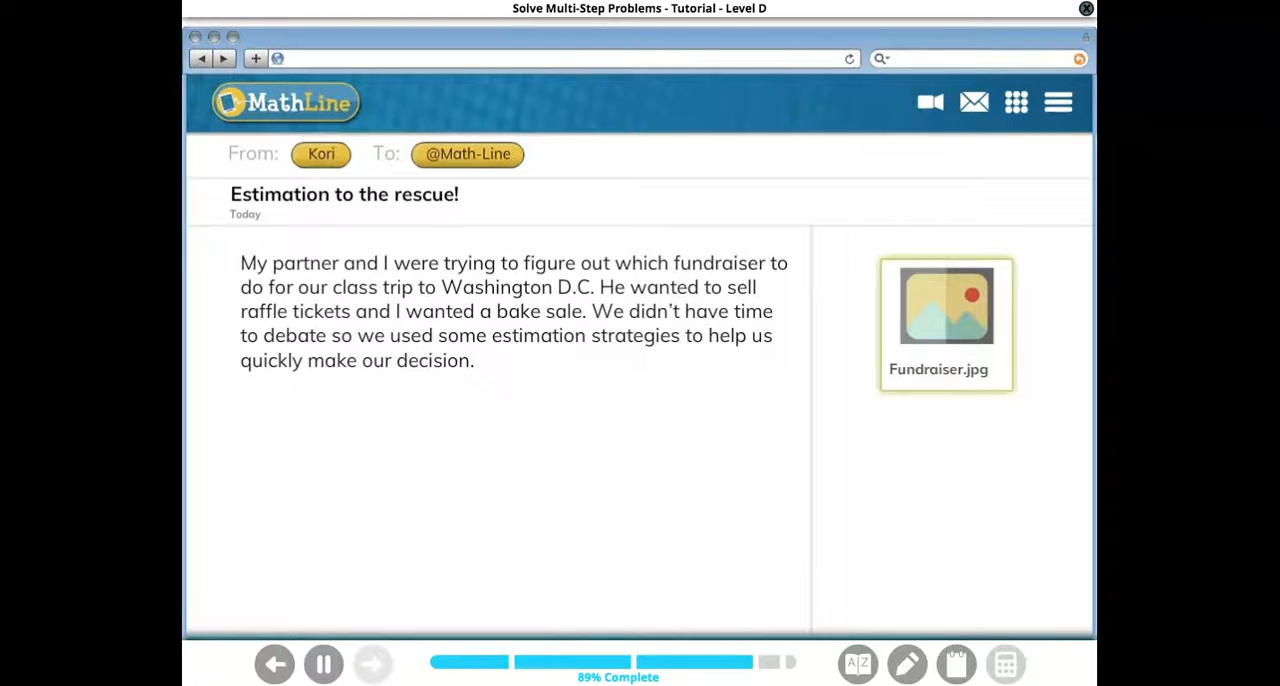 Solve Multi-Step Problems - Tutorial - Level D
MathLine
From: Kori To: @Math-Line
Estimation to the rescue!
Today
My partner and I were trying to figure out which fundraiser to
do for our class trip to Washington D.C. He wanted to sell
raffle tickets and I wanted a bake sale. We didn't have time
to debate so we used some estimation strategies to help us
quickly make our decision.
Fundraiser.jpg
89% Complete
A Z